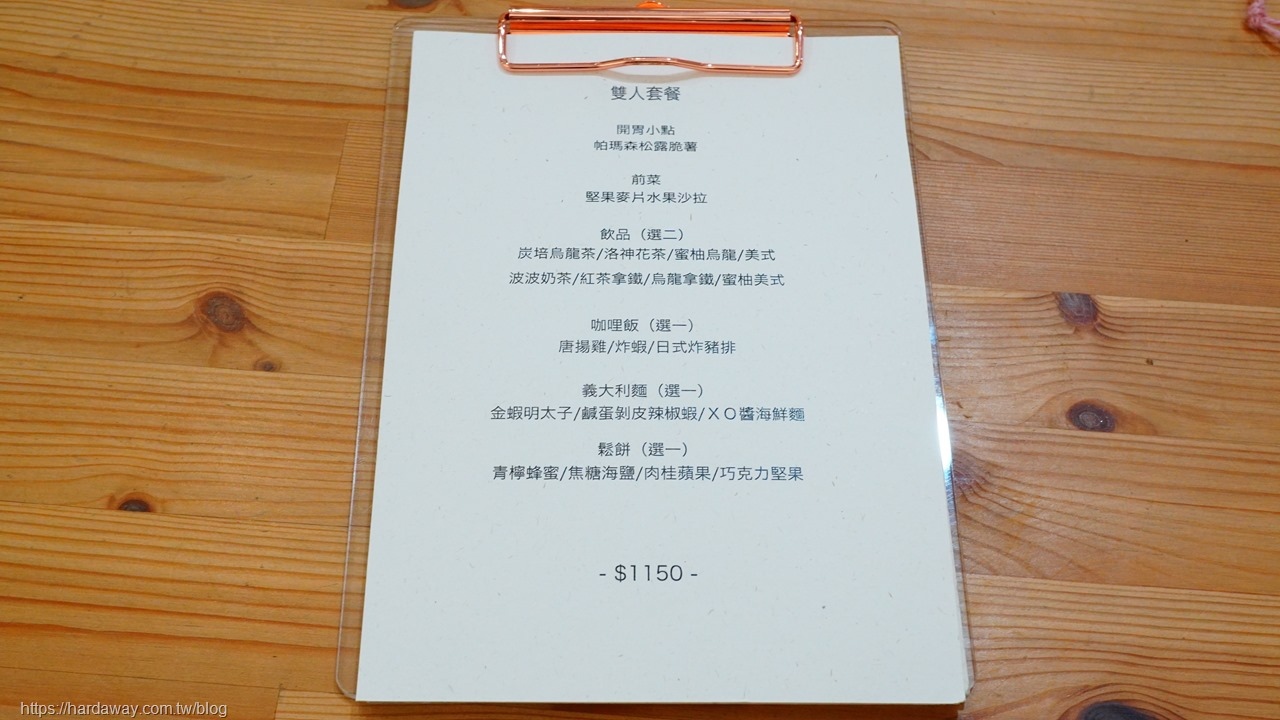 雙人套餐
開胃小點
帕瑪森松露脆薯
前菜
堅果麥片水果沙拉
飲品（選二）
炭培烏龍茶/洛神花茶/蜜柚烏龍/美式
波波奶茶/紅茶拿鐵/烏龍拿鐵/蜜柚美式
咖哩飯（選一）
唐揚雞/炸蝦/日式炸豬排
義大利麵（選一）
金蝦明太子/鹹蛋剝皮辣椒蝦/ＸＯ醬海鮮麵
鬆餅（選一）
青檸蜂蜜/焦糖海鹽/肉桂蘋果/巧克力堅果
- $1150 -
https://hardaway.com.tw/blog